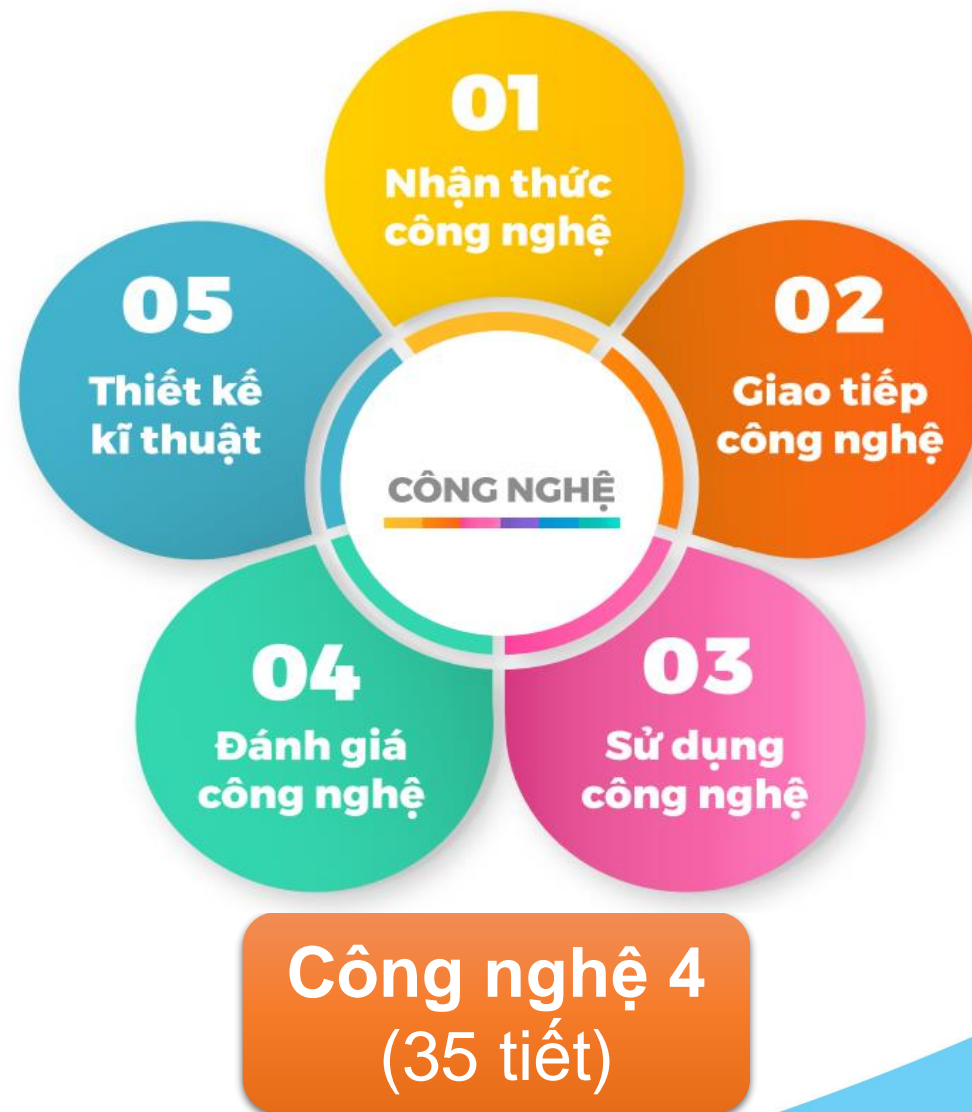 01
Nhận thức
công nghệ
02
Giao tiếp
công nghệ
03
Sử dụng
công nghệ
04
Đánh giá
công nghệ
05
Thiết kế
kĩ thuật
CÔNG NGHỆ
Công nghệ 4
(35 tiết)